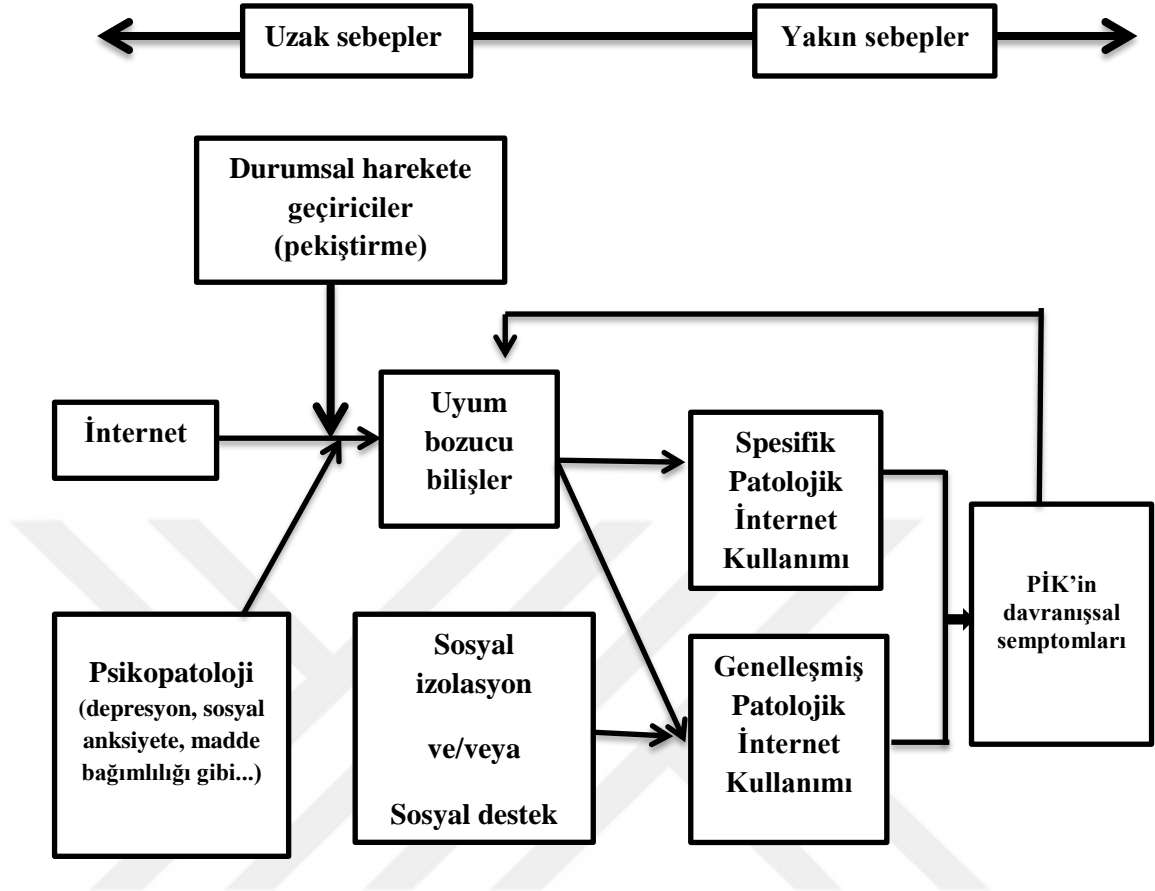 Uzak sebepler
Yakın sebepler
Durumsal harekete
geçiriciler
(pekiştirme)
İnternet
Uyum
bozucu
bilişler
Spesifik
Patolojik
İnternet
Kullanımı
PİK’in
davranışsal
semptomları
Psikopatoloji
(depresyon, sosyal
anksiyete, madde
bağımlılığı gibi...)
Sosyal
izolasyon
ve/veya
Sosyal destek
Genelleşmiş
Patolojik
İnternet
Kullanımı